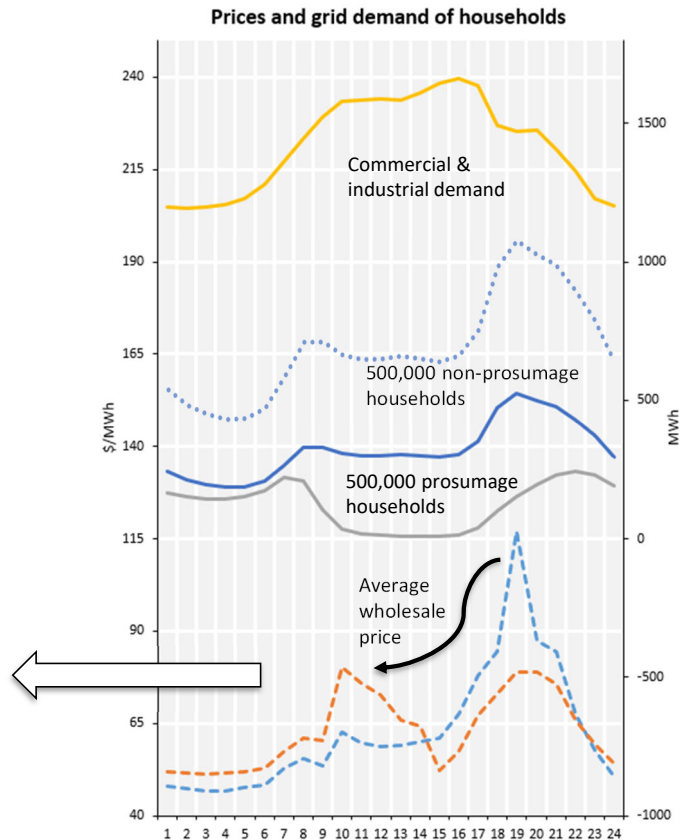 Prices and grid demand of households
240
215
190
165
140
115
90
65
40
$/MWh
1500
1000
500
0
-500
-1000
MWh
Commercial &
industrial demand
500,000 non-prosumage
households
500,000 prosumage
households
Average
wholesale
price
1 2 3 4 5 6 7 8 9 10 11 12 13 14 15 16 17 18 19 20 21 22 23 24